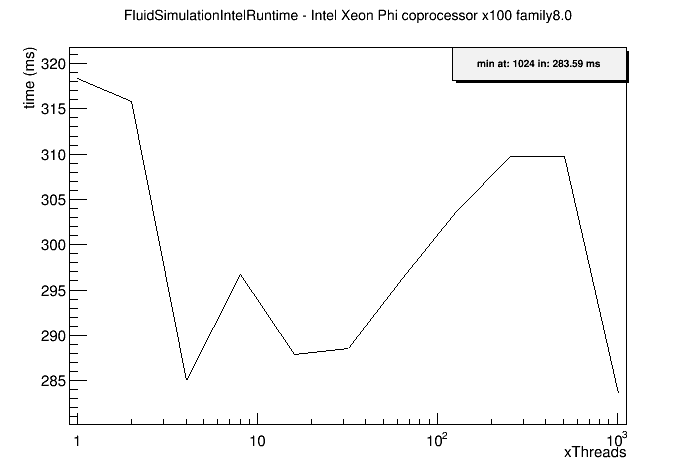 FluidSimulationIntelRuntime - Intel Xeon Phi coprocessor x100 family8.0
min at: 1024 in: 283.59 ms
time (ms)
320
315
310
305
300
295
290
285
1 10 10² 10³
xThreads